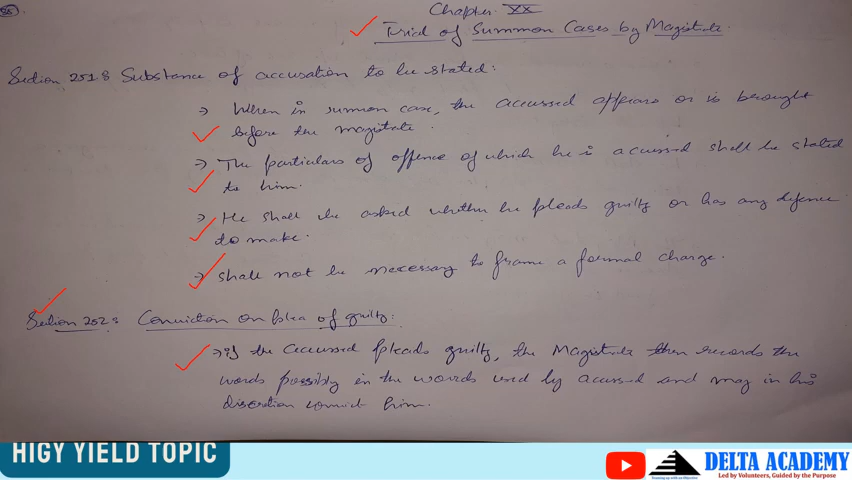 Chapter XX
Trial of Summon Cases by Magistrate.
Section 251: Substance of accusation to be stated:
→ When in summon case, the accused appears or is brought
before the magistrate.
→ The particulars of offence of which he is accused shall be stated
to him.
→ He shall be asked whether he pleads guilty or has any defence
to make.
→ Shall not be necessary to frame a formal charge.
Section 252: Conviction on plea of guilty:
→ if the accused pleads guilty, the Magistrate then records the
words possibly in the words used by accused and may in his
discretion convict him.
HIGY YIELD TOPIC
DELTA ACADEMY
Led by Volunteers, Guided by the Purpose